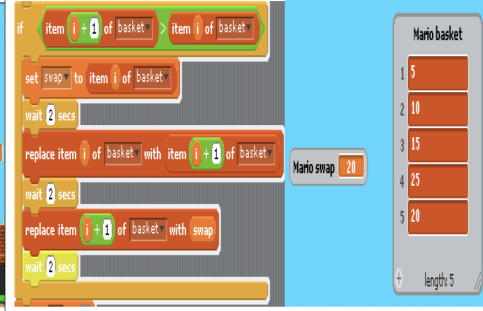 if item i + 1 of basket > item i of basket
set swap to item i of basket
wait 2 secs
replace item i of basket with item i + 1 of basket
wait 2 secs
replace item i + 1 of basket with swap
wait 2 secs
Mario swap 20
Mario basket
1 5
2 10
3 15
4 25
5 20
+ length: 5